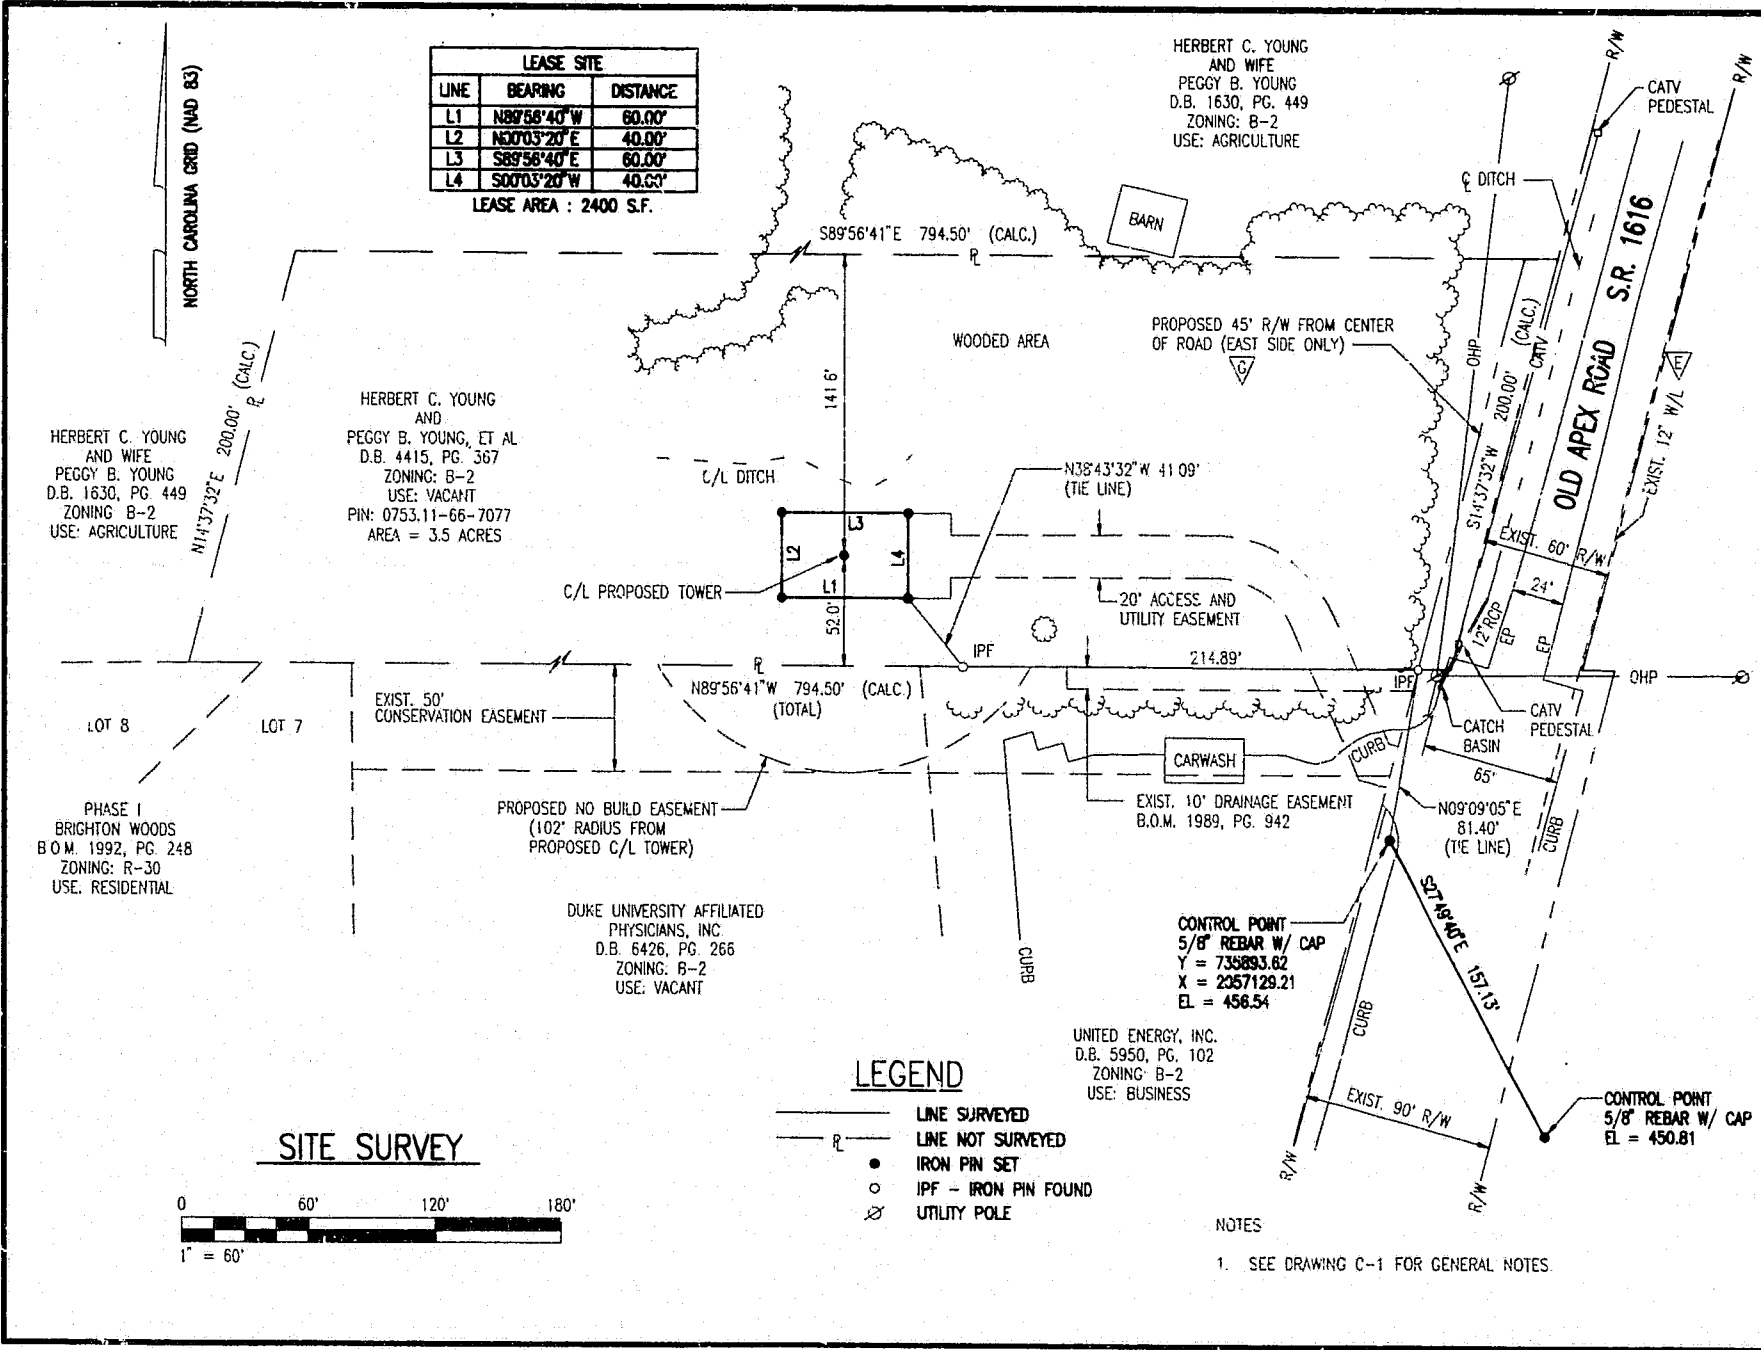 NORTH CAROLINA GRID (NAD 83)
LEASE SITE
LINE BEARING DISTANCE
L1 N89°56'40"W 60.00'
L2 N00°03'20"E 40.00'
L3 S89°56'40"E 60.00'
L4 S00°03'20"W 40.00'
LEASE AREA : 2400 S.F.
HERBERT C. YOUNG
AND WIFE
PEGGY B. YOUNG
D.B. 1630, PG. 449
ZONING: B-2
USE: AGRICULTURE
R/W
R/W
CATV
PEDESTAL
℄ DITCH
BARN
S89°56'41"E 794.50' (CALC.)
℄
OLD APEX ROAD S.R. 1616
WOODED AREA
PROPOSED 45' R/W FROM CENTER
OF ROAD (EAST SIDE ONLY)
G
OHP
S14°37'32"W 200.00' (CALC.)
CATV
F
EXIST. 12" W/L
141.6'
N14°37'32"E 200.00' (CALC.)
℄
HERBERT C. YOUNG
AND WIFE
PEGGY B. YOUNG
D.B. 1630, PG. 449
ZONING B-2
USE: AGRICULTURE
HERBERT C. YOUNG
AND
PEGGY B. YOUNG, ET AL
D.B. 4415, PG. 367
ZONING: B-2
USE: VACANT
PIN: 0753.11-66-7077
AREA = 3.5 ACRES
C/L DITCH
N38°43'32"W 41.09'
(TIE LINE)
L3
L2
L4
L1
C/L PROPOSED TOWER
52.0'
20' ACCESS AND
UTILITY EASEMENT
EXIST. 60' R/W
24'
12" RCP
EP
EP
IPF
214.89'
IPF
OHP
℄
N89°56'41"W 794.50' (CALC.)
(TOTAL)
EXIST. 50'
CONSERVATION EASEMENT
LOT 8
LOT 7
CATV
PEDESTAL
CATCH
BASIN
CURB
65'
CARWASH
PROPOSED NO BUILD EASEMENT
(102' RADIUS FROM
PROPOSED C/L TOWER)
EXIST. 10' DRAINAGE EASEMENT
B.O.M. 1989, PG. 942
N09°09'05"E
81.40'
(TIE LINE)
CURB
PHASE I
BRIGHTON WOODS
B.O.M. 1992, PG. 248
ZONING: R-30
USE. RESIDENTIAL
DUKE UNIVERSITY AFFILIATED
PHYSICIANS, INC
D.B. 6426, PG. 266
ZONING: B-2
USE: VACANT
CURB
CONTROL POINT
5/8" REBAR W/ CAP
Y = 735893.62
X = 2057129.21
EL = 456.54
S27°49'40"E 157.13'
CURB
UNITED ENERGY, INC.
D.B. 5950, PG. 102
ZONING: B-2
USE: BUSINESS
EXIST. 90' R/W
R/W
R/W
CONTROL POINT
5/8" REBAR W/ CAP
EL = 450.81
LEGEND
LINE SURVEYED
℄ LINE NOT SURVEYED
IRON PIN SET
IPF - IRON PIN FOUND
UTILITY POLE
SITE SURVEY
0 60' 120' 180'
1" = 60'
NOTES
1. SEE DRAWING C-1 FOR GENERAL NOTES.